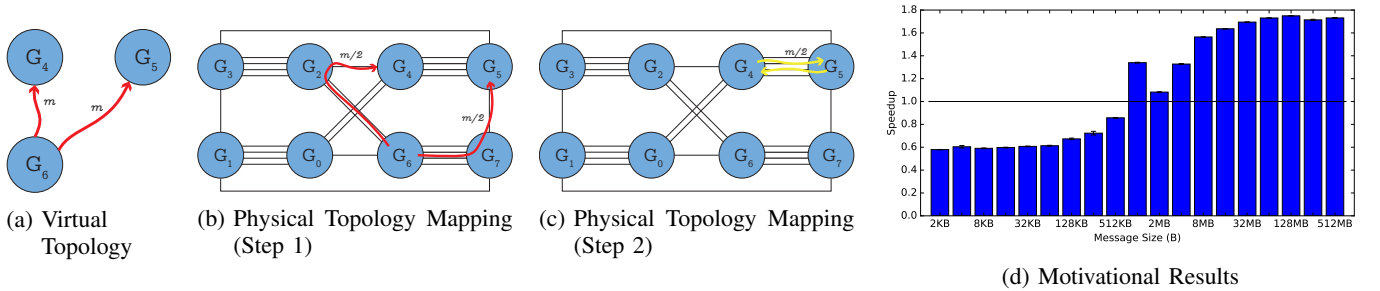 G4
G5
m
m
G6
(a) Virtual
Topology
m/2
G3
G2
G4
G5
m/2
G1
G0
G6
G7
(b) Physical Topology Mapping
(Step 1)
m/2
G3
G2
G4
G5
G1
G0
G6
G7
(c) Physical Topology Mapping
(Step 2)
1.8
1.6
1.4
1.2
1.0
0.8
0.6
0.4
0.2
0.0
Speedup
2KB 8KB 32KB 128KB 512KB 2MB 8MB 32MB 128MB 512MB
Message Size (B)
(d) Motivational Results